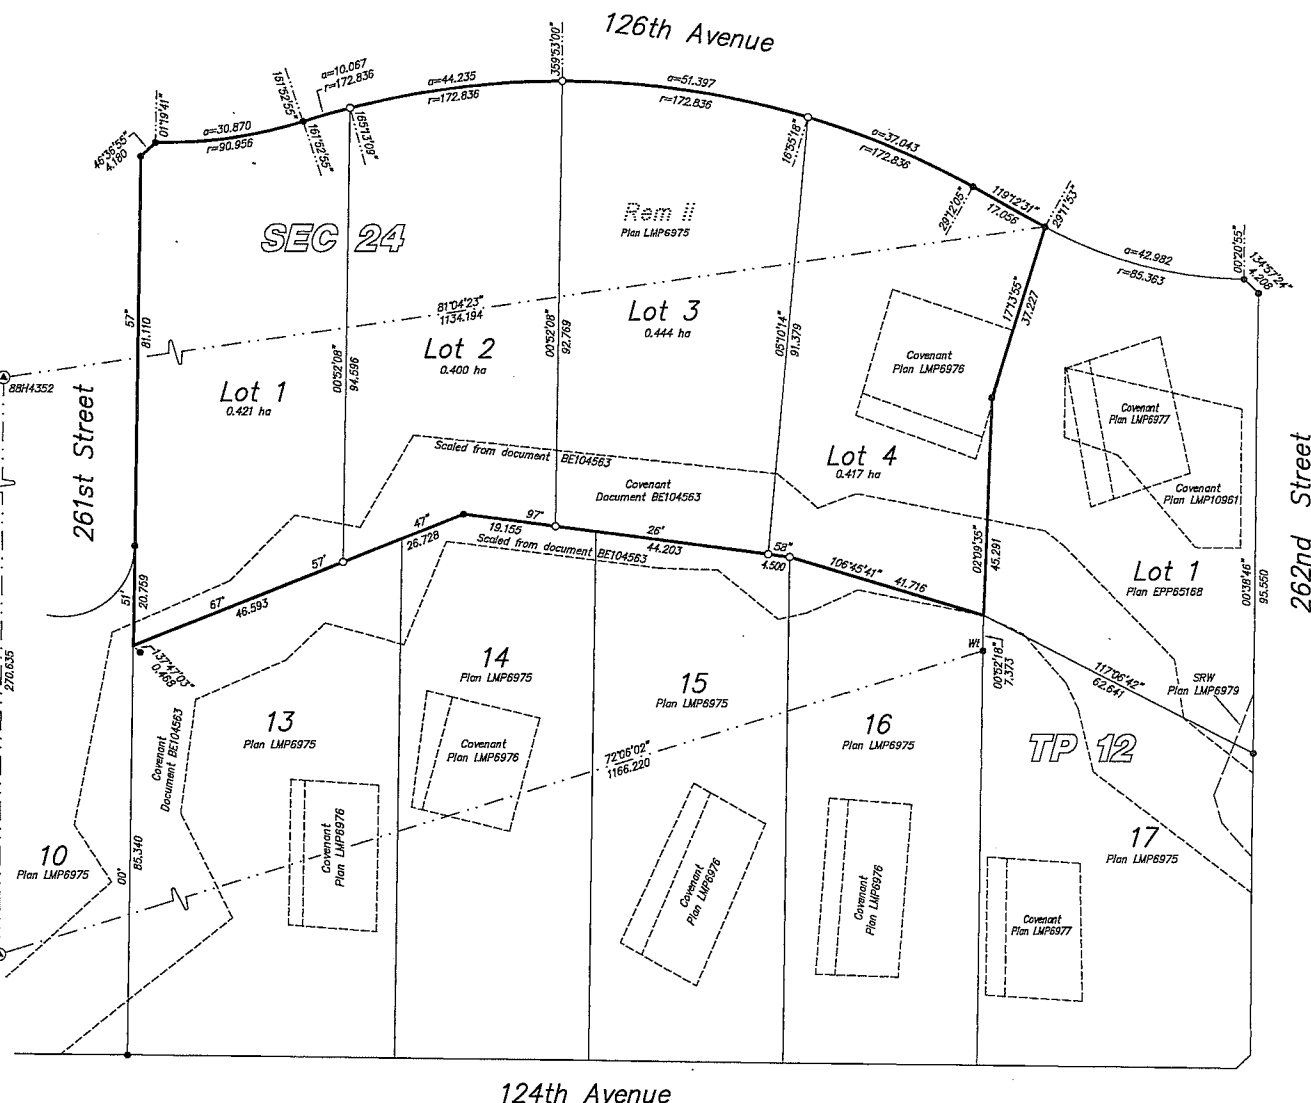 126th Avenue
359°53'00"
a=10.067
r=172.836
a=44.235
r=172.836
a=51.397
r=172.836
161°52'55"
161°52'55"
165°13'09"
01°19'41"
46°36'55"
4.180
a=30.870
r=90.956
16°55'18"
a=37.043
r=172.836
29°12'05"
119°12'31"
17.056
29°11'53"
a=42.982
r=85.363
00°20'55"
134°57'24"
4.208
SEC 24
Rem 11
Plan LMP6975
57"
81.110
81°04'23"
1134.194
00°52'08"
94.596
00°52'08"
92.769
05°10'14"
91.379
17°13'55"
37.227
Lot 1
0.421 ha
Lot 2
0.400 ha
Lot 3
0.444 ha
Lot 4
0.417 ha
Covenant
Plan LMP6976
Covenant
Plan LMP6977
Covenant
Plan LMP10961
88H4352
261st Street
262nd Street
Scaled from document BE104563
Covenant
Document BE104563
47"
26.728
97"
19.155
26'
44.203
58"
4.500
106°45'41"
41.716
Scaled from document BE104563
57'
67'
46.593
51'
20.759
137°47'03"
0.468
02°09'35"
45.291
Lot 1
Plan EPP65168
00°38'46"
95.550
270.635
Wt
00°52'18"
7.373
117°06'42"
62.641
SRW
Plan LMP6979
13
Plan LMP6975
14
Plan LMP6975
15
Plan LMP6975
16
Plan LMP6975
TP 12
17
Plan LMP6975
10
Plan LMP6975
Covenant
Document BE104563
Covenant
Plan LMP6976
72°06'02"
1166.220
00'
85.340
Covenant
Plan LMP6976
Covenant
Plan LMP6976
Covenant
Plan LMP6976
Covenant
Plan LMP6977
124th Avenue